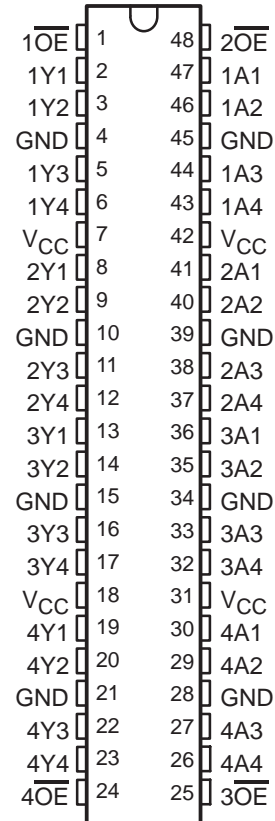 1O̅E̅ 1 48 2O̅E̅
1Y1 2 47 1A1
1Y2 3 46 1A2
GND 4 45 GND
1Y3 5 44 1A3
1Y4 6 43 1A4
VCC 7 42 VCC
2Y1 8 41 2A1
2Y2 9 40 2A2
GND 10 39 GND
2Y3 11 38 2A3
2Y4 12 37 2A4
3Y1 13 36 3A1
3Y2 14 35 3A2
GND 15 34 GND
3Y3 16 33 3A3
3Y4 17 32 3A4
VCC 18 31 VCC
4Y1 19 30 4A1
4Y2 20 29 4A2
GND 21 28 GND
4Y3 22 27 4A3
4Y4 23 26 4A4
4O̅E̅ 24 25 3O̅E̅